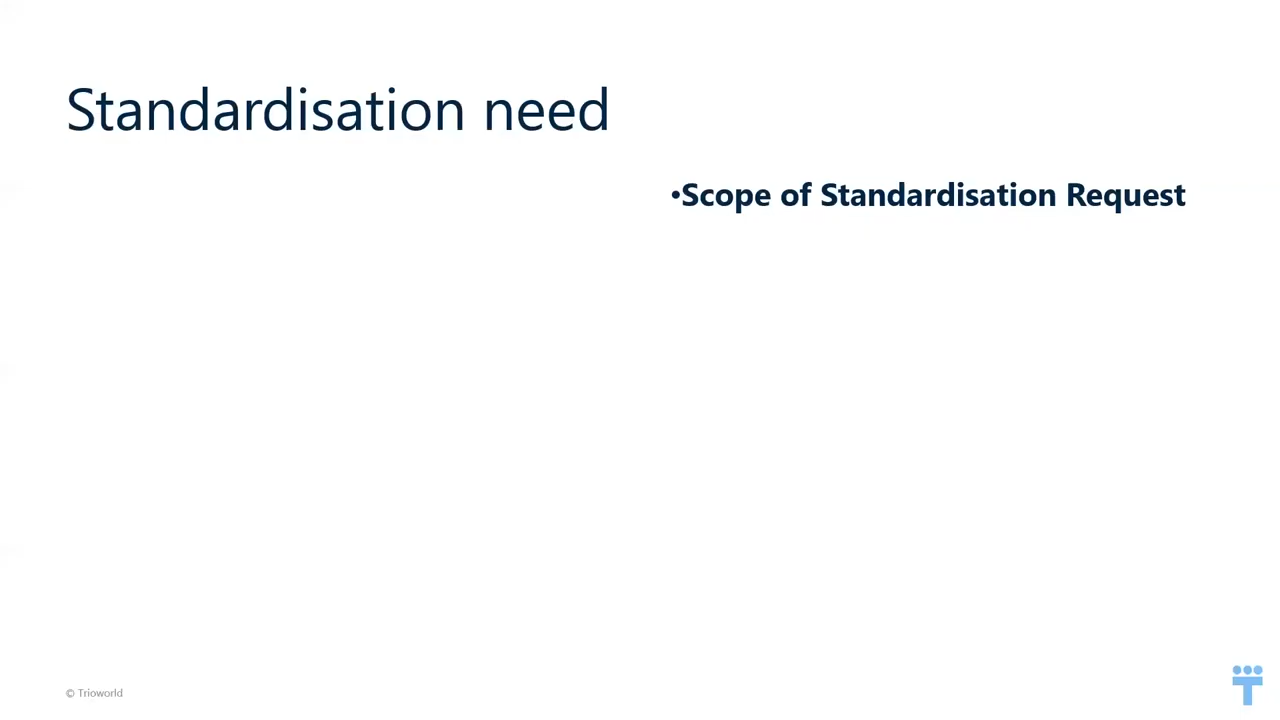 Standardisation need
•Scope of Standardisation Request
© Trioworld